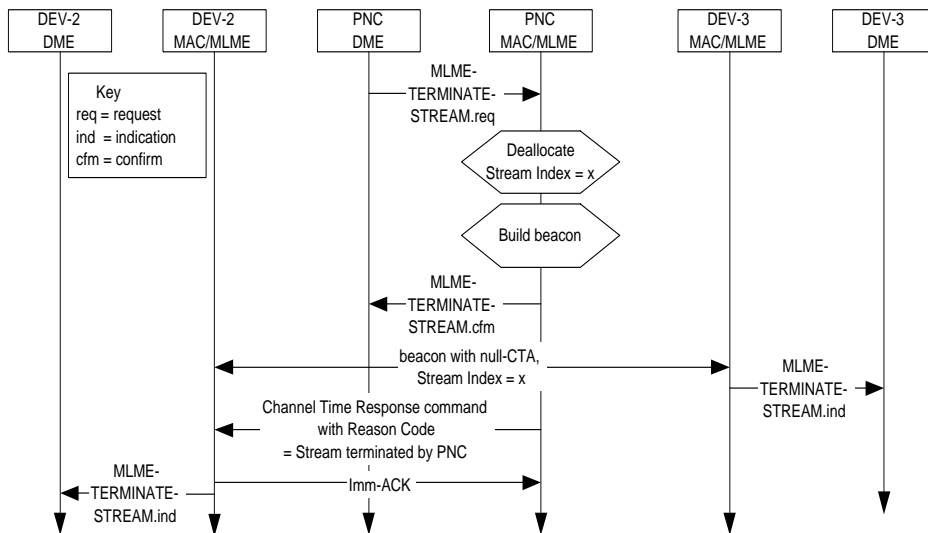 DEV-2
DME
DEV-2
MAC/MLME
PNC
DME
PNC
MAC/MLME
DEV-3
MAC/MLME
DEV-3
DME
Key
req = request
ind = indication
cfm = confirm
MLME-
TERMINATE-
STREAM.req
Deallocate
Stream Index = x
Build beacon
MLME-
TERMINATE-
STREAM.cfm
beacon with null-CTA,
Stream Index = x
MLME-
TERMINATE-
STREAM.ind
Channel Time Response command
with Reason Code
= Stream terminated by PNC
MLME-
TERMINATE-
STREAM.ind
Imm-ACK